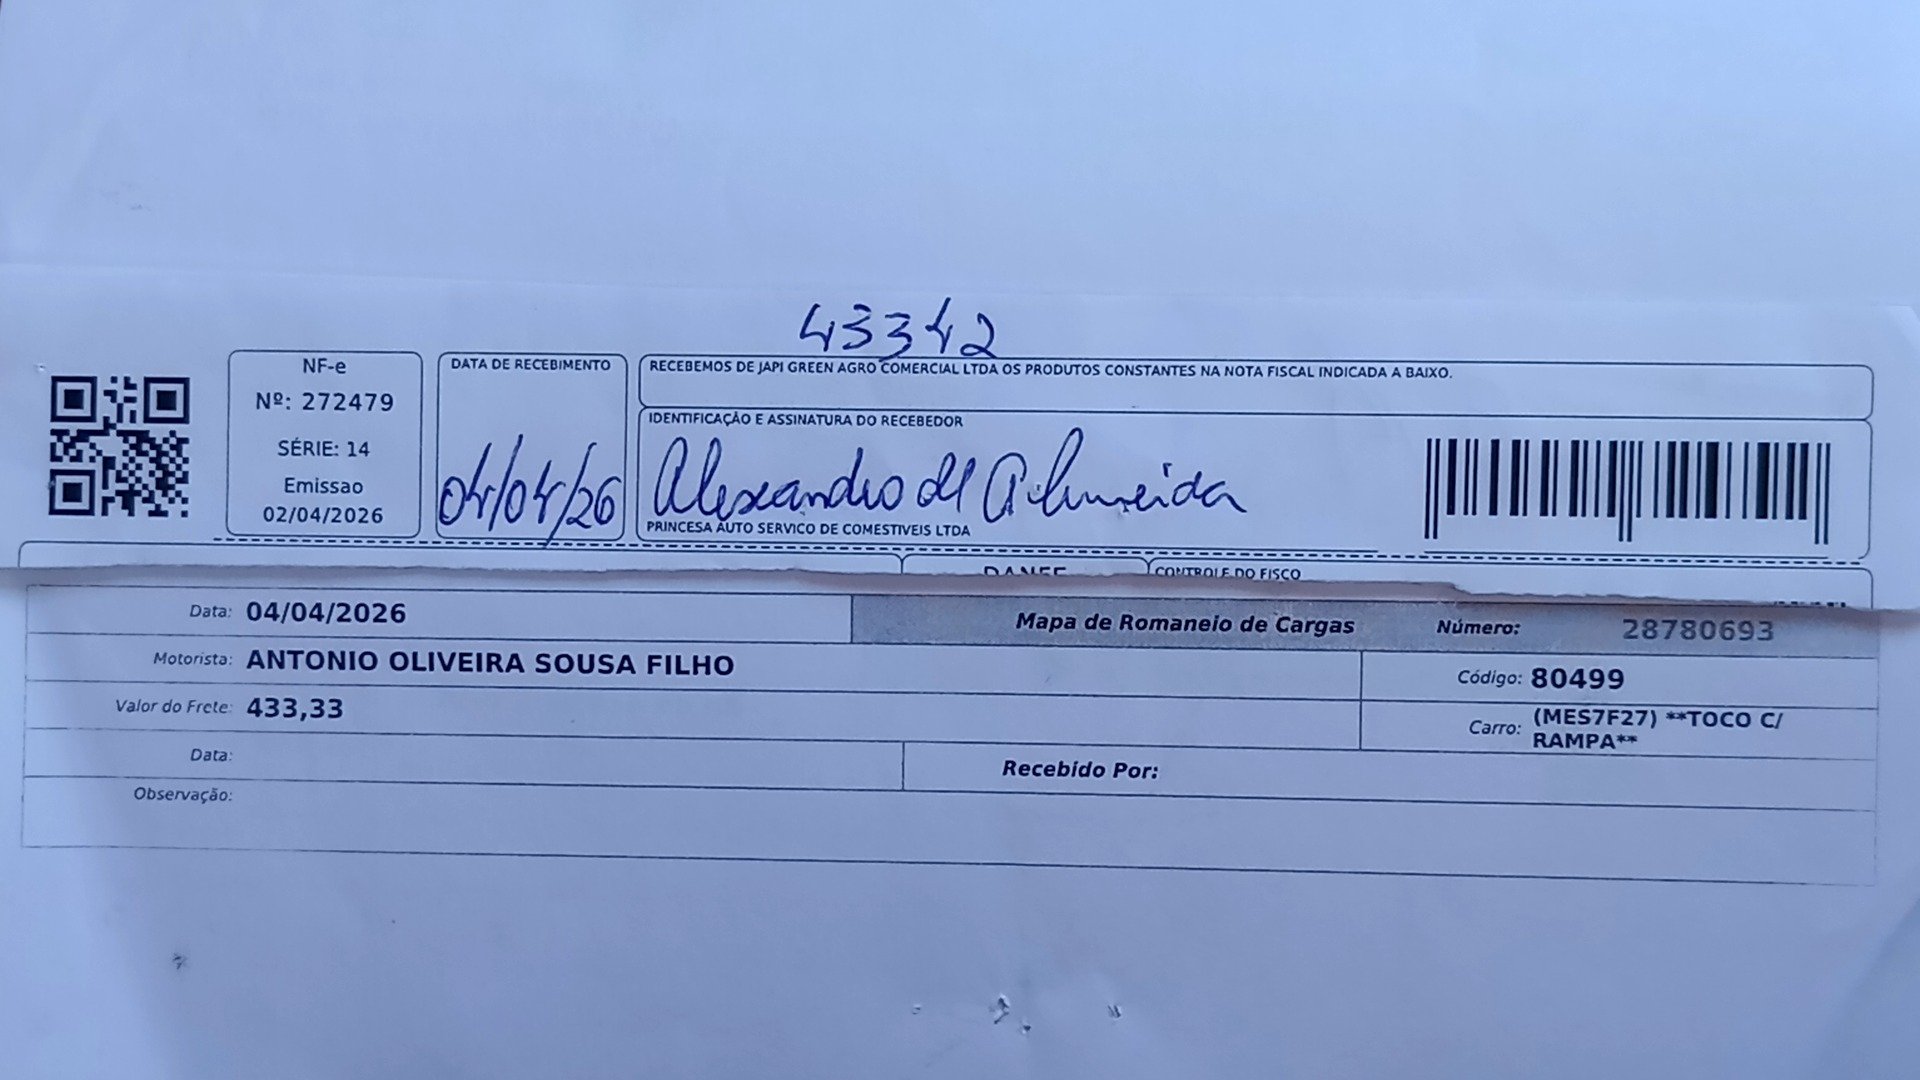 43342
NF-e
Nº: 272479
SÉRIE: 14
Emissao
02/04/2026
DATA DE RECEBIMENTO
04/04/26
RECEBEMOS DE JAPI GREEN AGRO COMERCIAL LTDA OS PRODUTOS CONSTANTES NA NOTA FISCAL INDICADA A BAIXO.
IDENTIFICAÇÃO E ASSINATURA DO RECEBEDOR
Alexandro de Almeida
PRINCESA AUTO SERVICO DE COMESTIVEIS LTDA
DANFE
CONTROLE DO FISCO
Data: 04/04/2026
Mapa de Romaneio de Cargas
Número: 28780693
Motorista: ANTONIO OLIVEIRA SOUSA FILHO
Código: 80499
Valor do Frete: 433,33
Carro: (MES7F27) **TOCO C/
RAMPA**
Data:
Recebido Por:
Observação: